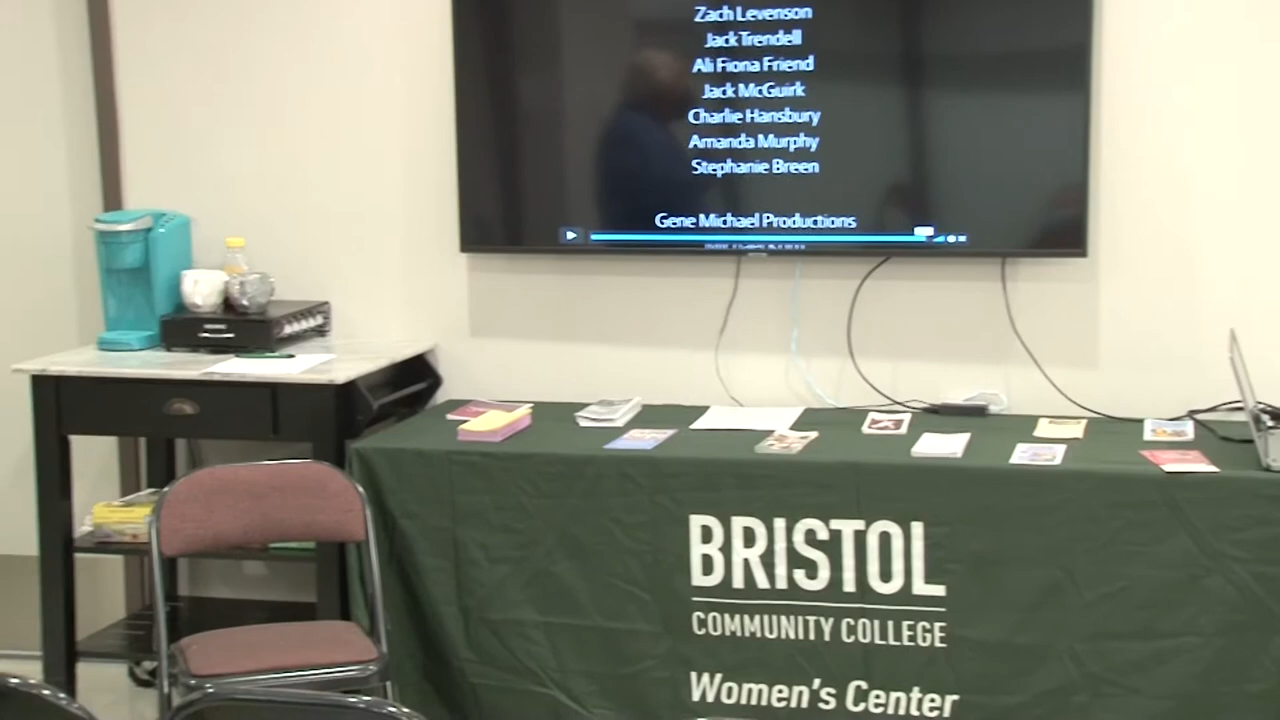 Zach Levenson
Jack Trendell
Ali Fiona Friend
Jack McGuirk
Charlie Hansbury
Amanda Murphy
Stephanie Breen
Gene Michael Productions
BRISTOL
COMMUNITY COLLEGE
Women's Center